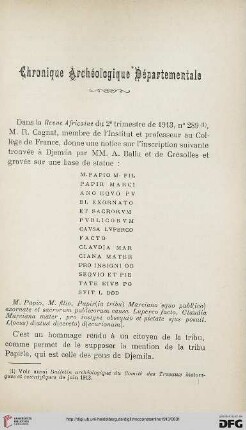 Chronique Archéologique Départementale
Dans la Revue Africaine du 2e trimestre de 1913, n° 289 (1),
M. R. Cagnat, membre de l'Institut et professeur au Col-
lège de France, donne une notice sur l'inscription suivante
trouvée à Djemila par MM. A. Ballu et de Cresolles et
gravée sur une base de statue :
M·PAPIO M· FIL
PAPIR MARCI
ANO EQVO PV
BL EXORNATO
ET SACRORVM
PVBLICORVM
CAVSA LVPERCO
FACTO
CLAVDIA MAR
CIANA MATER
PRO INSIGNI OB
SEQVIO ET PIE
TATE EIVS PO
SVIT L DDD
M. Papio, M. filio, Papiri(a tribu) Marciano equo publ(ico)
exornato et sacrorum publicorum causa Luperco facto, Claudia
Marciana mater, pro insigni obsequio et pietate ejus posuit.
L(ocus) d(atus) d(ecreto) d(ecurionum).
C'est un hommage rendu à un citoyen de la tribu,
comme permet de le supposer la mention de la tribu
Papiria, qui est celle des gens de Djemila.
(1) Voir aussi Bulletin archéologique du Comité des Travaux histori-
ques et scientifiques de juin 1913.